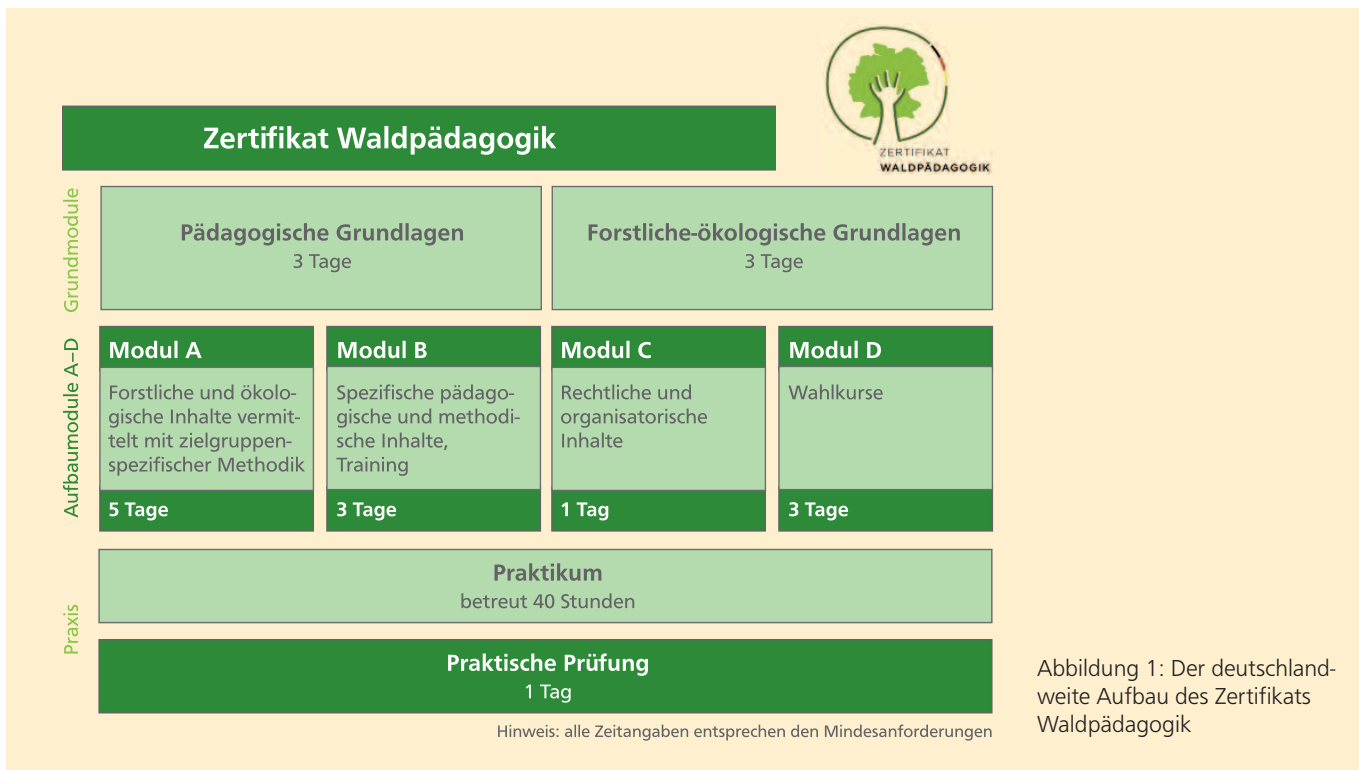 ZERTIFIKAT
WALDPÄDAGOGIK
Zertifikat Waldpädagogik
Grundmodule
Pädagogische Grundlagen
3 Tage
Forstliche-ökologische Grundlagen
3 Tage
Aufbaumodule A–D
Modul A
Forstliche und ökolo-
gische Inhalte vermit-
telt mit zielgruppen-
spezifischer Methodik
5 Tage
Modul B
Spezifische pädago-
gische und methodi-
sche Inhalte,
Training
3 Tage
Modul C
Rechtliche und
organisatorische
Inhalte
1 Tag
Modul D
Wahlkurse
3 Tage
Praxis
Praktikum
betreut 40 Stunden
Praktische Prüfung
1 Tag
Hinweis: alle Zeitangaben entsprechen den Mindesanforderungen
Abbildung 1: Der deutschland-
weite Aufbau des Zertifikats
Waldpädagogik